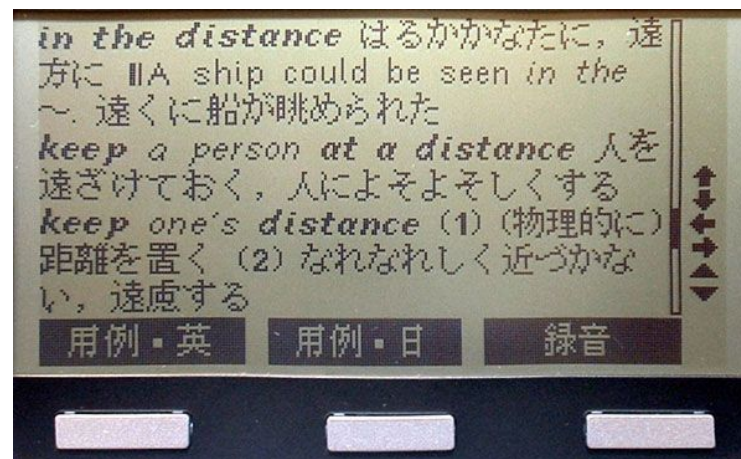 in the distance はるかかなたに, 遠
方に ⅡA ship could be seen in the
～. 遠くに船が眺められた
keep a person at a distance 人を
遠ざけておく, 人によそよそしくする
keep one's distance (1) (物理的に)
距離を置く (2) なれなれしく近づかな
い, 遠慮する
用例・英 用例・日 録音